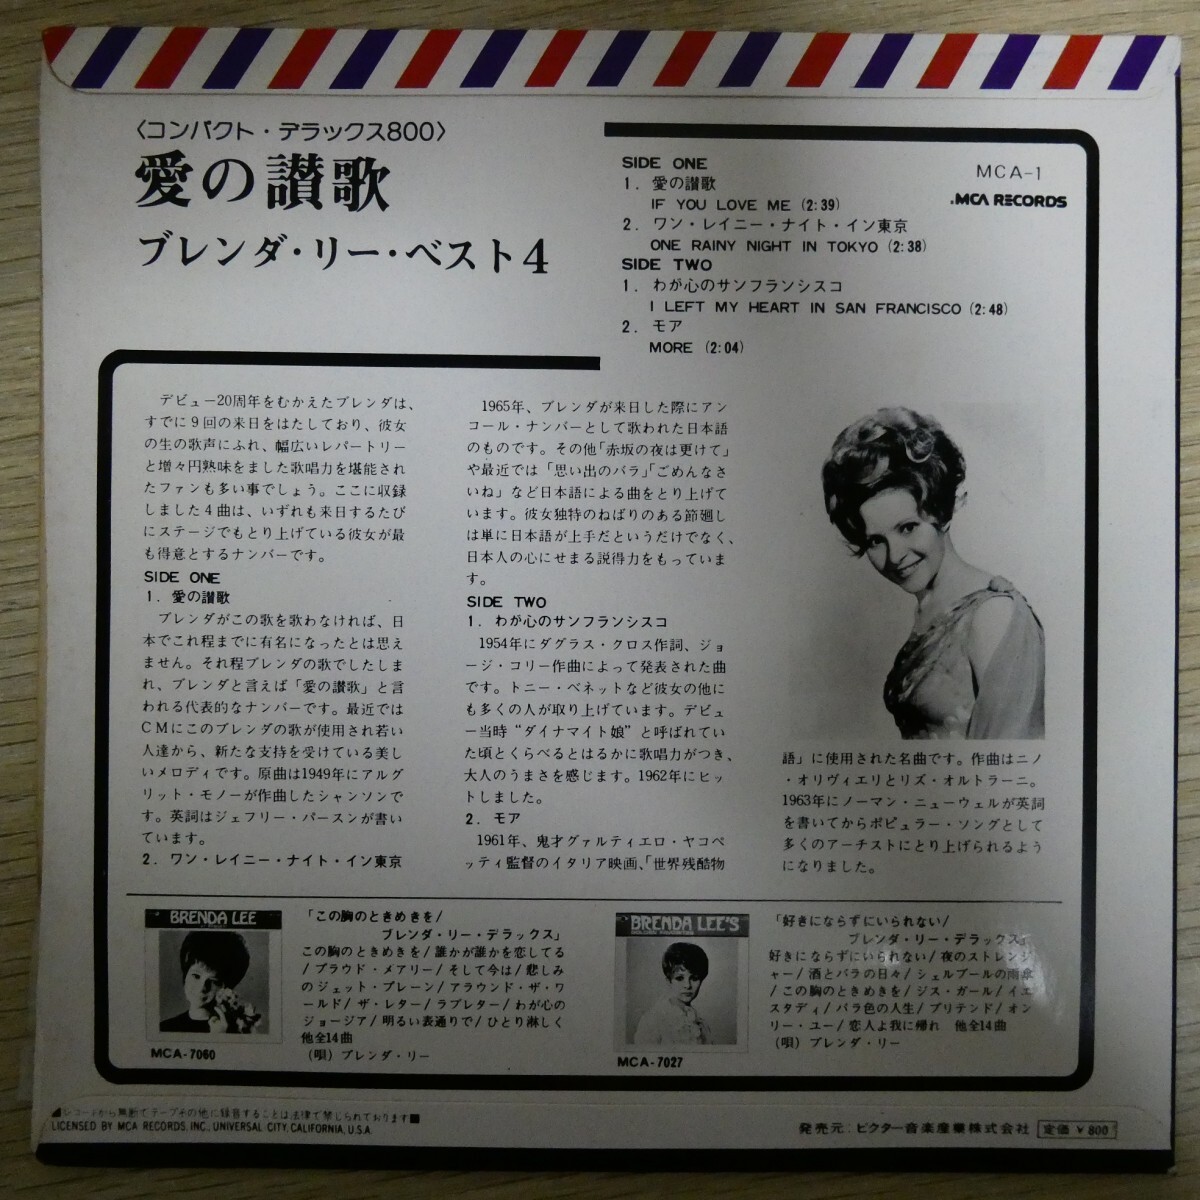 〈コンパクト・デラックス800〉
愛の讃歌
ブレンダ・リー・ベスト4
SIDE ONE
1. 愛の讃歌
IF YOU LOVE ME (2:39)
2. ワン・レイニー・ナイト・イン東京
ONE RAINY NIGHT IN TOKYO (2:38)
SIDE TWO
1. わが心のサンフランシスコ
I LEFT MY HEART IN SAN FRANCISCO (2:48)
2. モア
MORE (2:04)
MCA-1
MCA RECORDS
デビュー20周年をむかえたブレンダは、
すでに9回の来日をはたしており、彼女
の生の歌声にふれ、幅広いレパートリー
と増々円熟味をました歌唱力を堪能され
たファンも多い事でしょう。ここに収録
しました4曲は、いずれも来日するたび
にステージでもとり上げている彼女が最
も得意とするナンバーです。
SIDE ONE
1. 愛の讃歌
ブレンダがこの歌を歌わなければ、日
本でこれ程までに有名になったとは思え
ません。それ程ブレンダの歌でしたしま
れ、ブレンダと言えば「愛の讃歌」と言
われる代表的なナンバーです。最近では
CMにこのブレンダの歌が使用され若い
人達から、新たな支持を受けている美し
いメロディです。原曲は1949年にアルグ
リット・モノーが作曲したシャンソンで
す。英詞はジェフリー・パースンが書い
ています。
2. ワン・レイニー・ナイト・イン東京
1965年、ブレンダが来日した際にアン
コール・ナンバーとして歌われた日本語
のものです。その他「赤坂の夜は更けて」
や最近では「思い出のバラ」「ごめんなさ
いね」など日本語による曲をとり上げて
います。彼女独特のねばりのある節廻し
は単に日本語が上手だというだけでなく、
日本人の心にせまる説得力をもっていま
す。
SIDE TWO
1. わが心のサンフランシスコ
1954年にダグラス・クロス作詞、ジョ
ージ・コリー作曲によって発表された曲
です。トニー・ベネットなど彼女の他に
も多くの人が取り上げています。デビュ
ー当時“ダイナマイト娘”と呼ばれてい
た頃とくらべるとはるかに歌唱力がつき、
大人のうまさを感じます。1962年にヒッ
トしました。
2. モア
1961年、鬼才グァルティエロ・ヤコペ
ッティ監督のイタリア映画、「世界残酷物
語」に使用された名曲です。作曲はニノ
・オリヴィエリとリズ・オルトラーニ。
1963年にノーマン・ニューウェルが英詞
を書いてからポピュラー・ソングとして
多くのアーチストにとり上げられるよう
になりました。
BRENDA LEE
MCA-7060
「この胸のときめきを/
ブレンダ・リー・デラックス」
この胸のときめきを/誰かが誰かを恋してる
/プラウド・メアリー/そして今は/悲しみ
のジェット・プレーン/アラウンド・ザ・ワ
ールド/ザ・レター/ラブレター/わが心の
ジョージア/明るい表通りで/ひとり淋しく
他全14曲
(唄)ブレンダ・リー
BRENDA LEE'S
MCA-7027
「好きにならずにいられない/
ブレンダ・リー・デラックス」
好きにならずにいられない/夜のストレンジ
ャー/酒とバラの日々/シェルブールの雨傘
/この胸のときめきを/ジス・ガール/イエ
スタディ/バラ色の人生/プリテンド/オン
リー・ユー/恋人よ我に帰れ 他全14曲
(唄)ブレンダ・リー
レコードから無断でテープその他に録音することは法律で禁じられております
LICENSED BY MCA RECORDS, INC., UNIVERSAL CITY, CALIFORNIA, U.S.A.
発売元: ビクター音楽産業株式会社 定価 ¥800